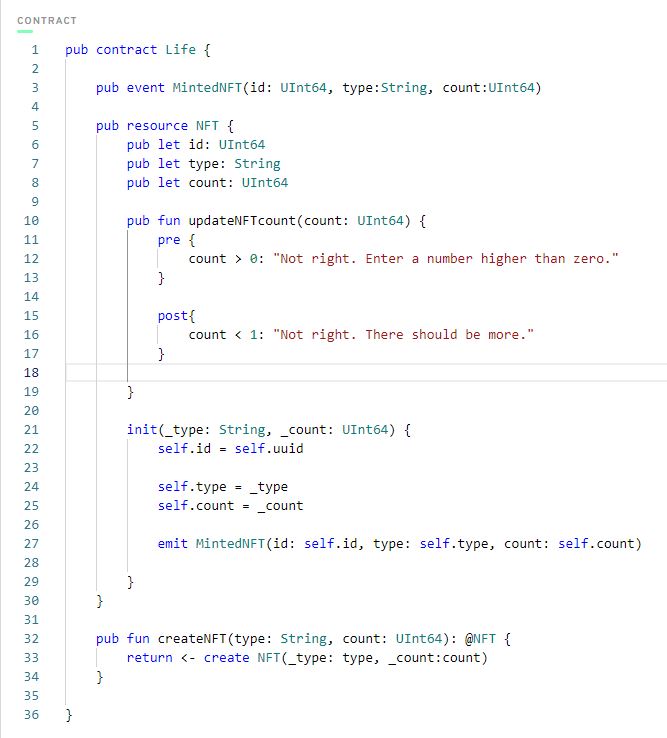 CONTRACT
1 pub contract Life {
2
3 pub event MintedNFT(id: UInt64, type:String, count:UInt64)
4
5 pub resource NFT {
6 pub let id: UInt64
7 pub let type: String
8 pub let count: UInt64
9
10 pub fun updateNFTcount(count: UInt64) {
11 pre {
12 count > 0: "Not right. Enter a number higher than zero."
13 }
14
15 post{
16 count < 1: "Not right. There should be more."
17 }
18
19 }
20
21 init(_type: String, _count: UInt64) {
22 self.id = self.uuid
23
24 self.type = _type
25 self.count = _count
26
27 emit MintedNFT(id: self.id, type: self.type, count: self.count)
28
29 }
30 }
31
32 pub fun createNFT(type: String, count: UInt64): @NFT {
33 return <- create NFT(_type: type, _count:count)
34 }
35
36 }